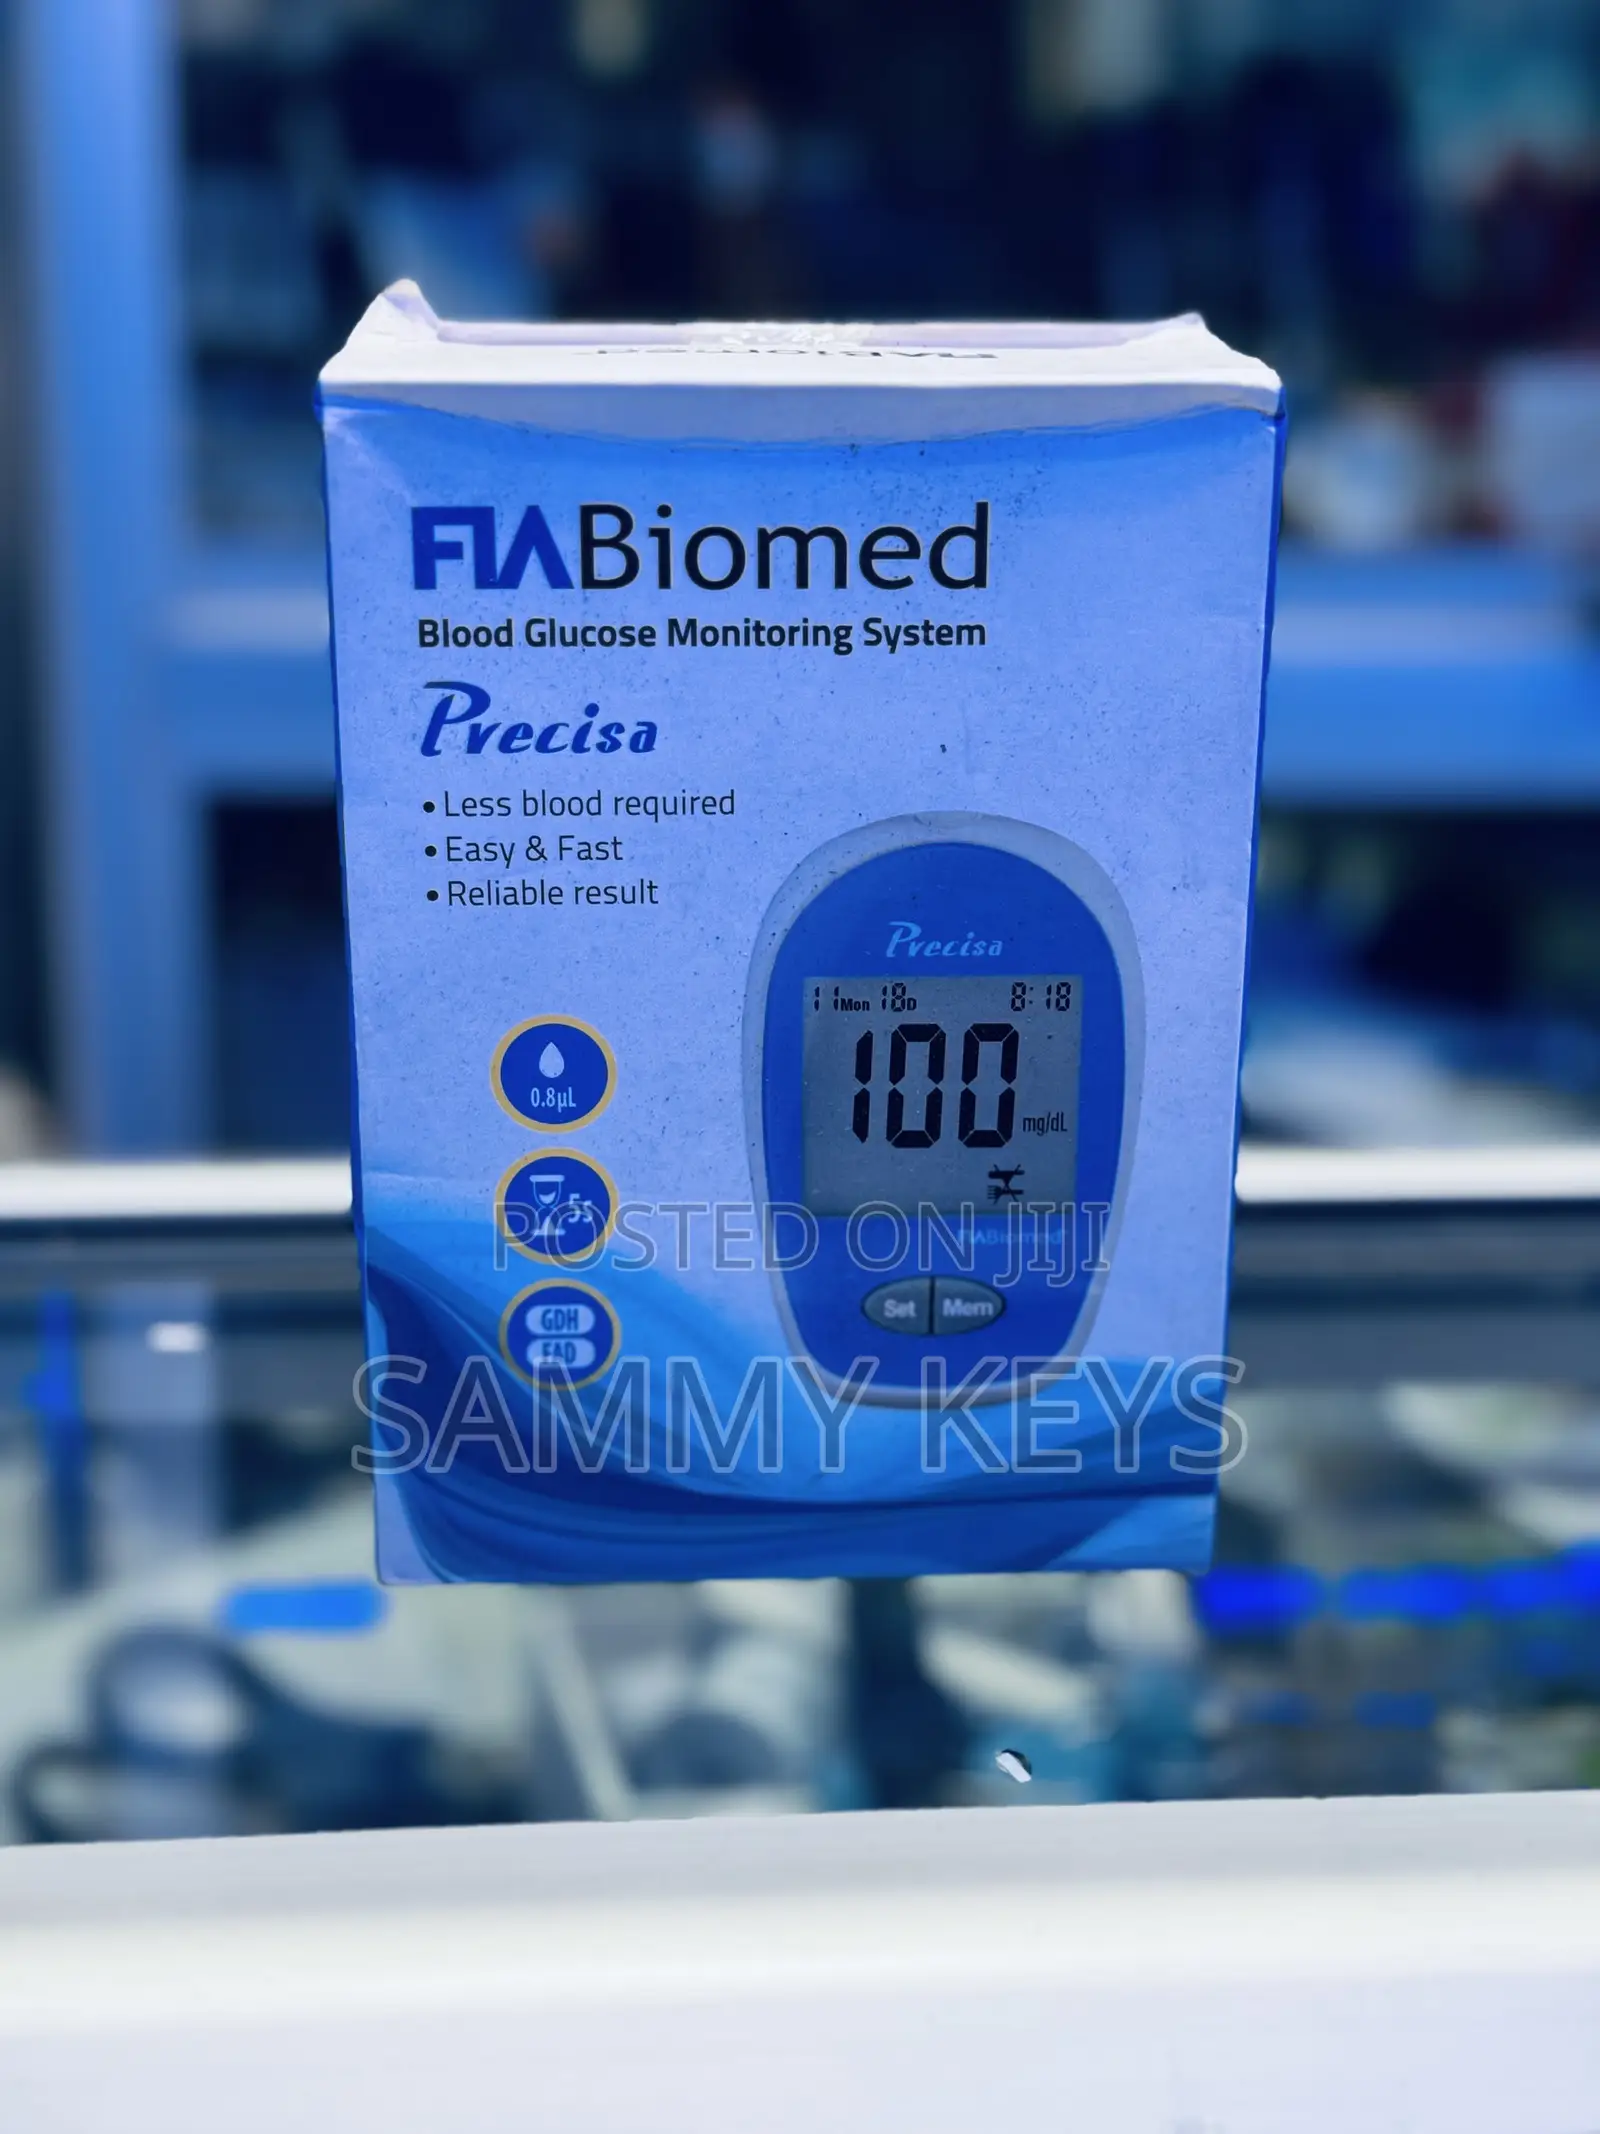 FIABiomed
Blood Glucose Monitoring System
Precisa
• Less blood required
• Easy & Fast
• Reliable result
Precisa
11Mon 18D 8:18
100 mg/dL
FIABiomed
Set Mem
0.8µL
5s
GDH
FAD
POSTED ON JIJI
SAMMY KEYS